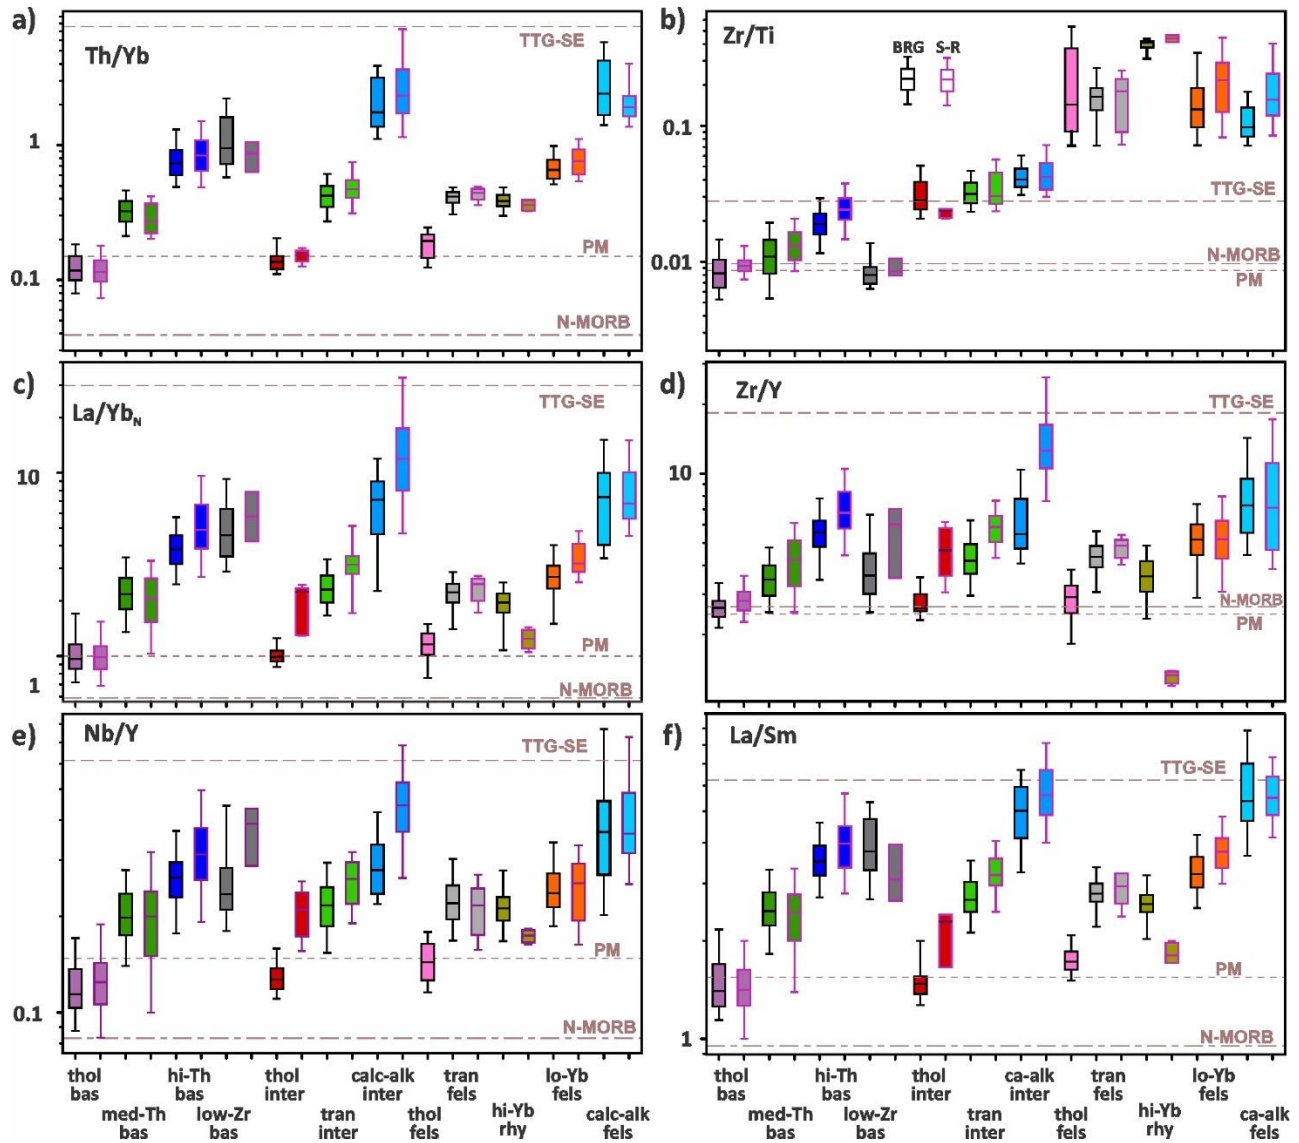 a)
Th/Yb
TTG-SE
1
PM
0.1
N-MORB
b)
Zr/Ti
BRG
S-R
0.1
TTG-SE
N-MORB
0.01
PM
c)
La/YbN
TTG-SE
10
PM
1
N-MORB
d)
Zr/Y
TTG-SE
10
N-MORB
PM
e)
Nb/Y
TTG-SE
PM
0.1
N-MORB
f)
La/Sm
TTG-SE
PM
1
N-MORB
thol
bas
med-Th
bas
hi-Th
bas
low-Zr
bas
thol
inter
tran
inter
calc-alk
inter
thol
fels
tran
fels
hi-Yb
rhy
lo-Yb
fels
calc-alk
fels
thol
bas
med-Th
bas
hi-Th
bas
low-Zr
bas
thol
inter
tran
inter
ca-alk
inter
thol
fels
tran
fels
hi-Yb
rhy
lo-Yb
fels
ca-alk
fels